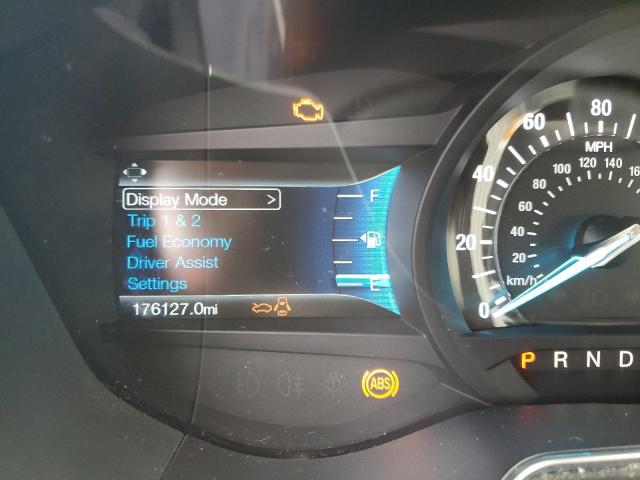 Display Mode >
Trip 1 & 2
Fuel Economy
Driver Assist
Settings
176127.0mi
F
E
ABS
0
20
40
60
80
MPH
20
40
60
80
100
120
140
km/h
P R N D